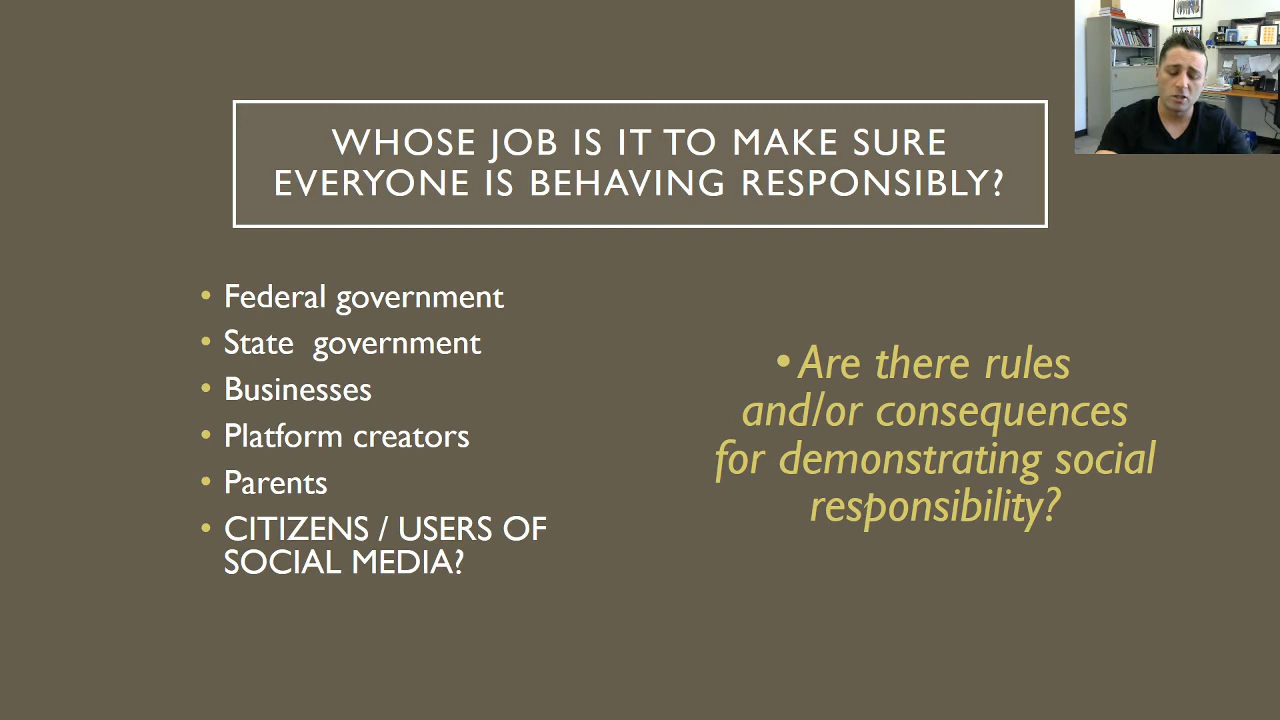 WHOSE JOB IS IT TO MAKE SURE
EVERYONE IS BEHAVING RESPONSIBLY?
• Federal government
• State  government
• Businesses
• Platform creators
• Parents
• CITIZENS / USERS OF
SOCIAL MEDIA?
• Are there rules
and/or consequences
for demonstrating social
responsibility?